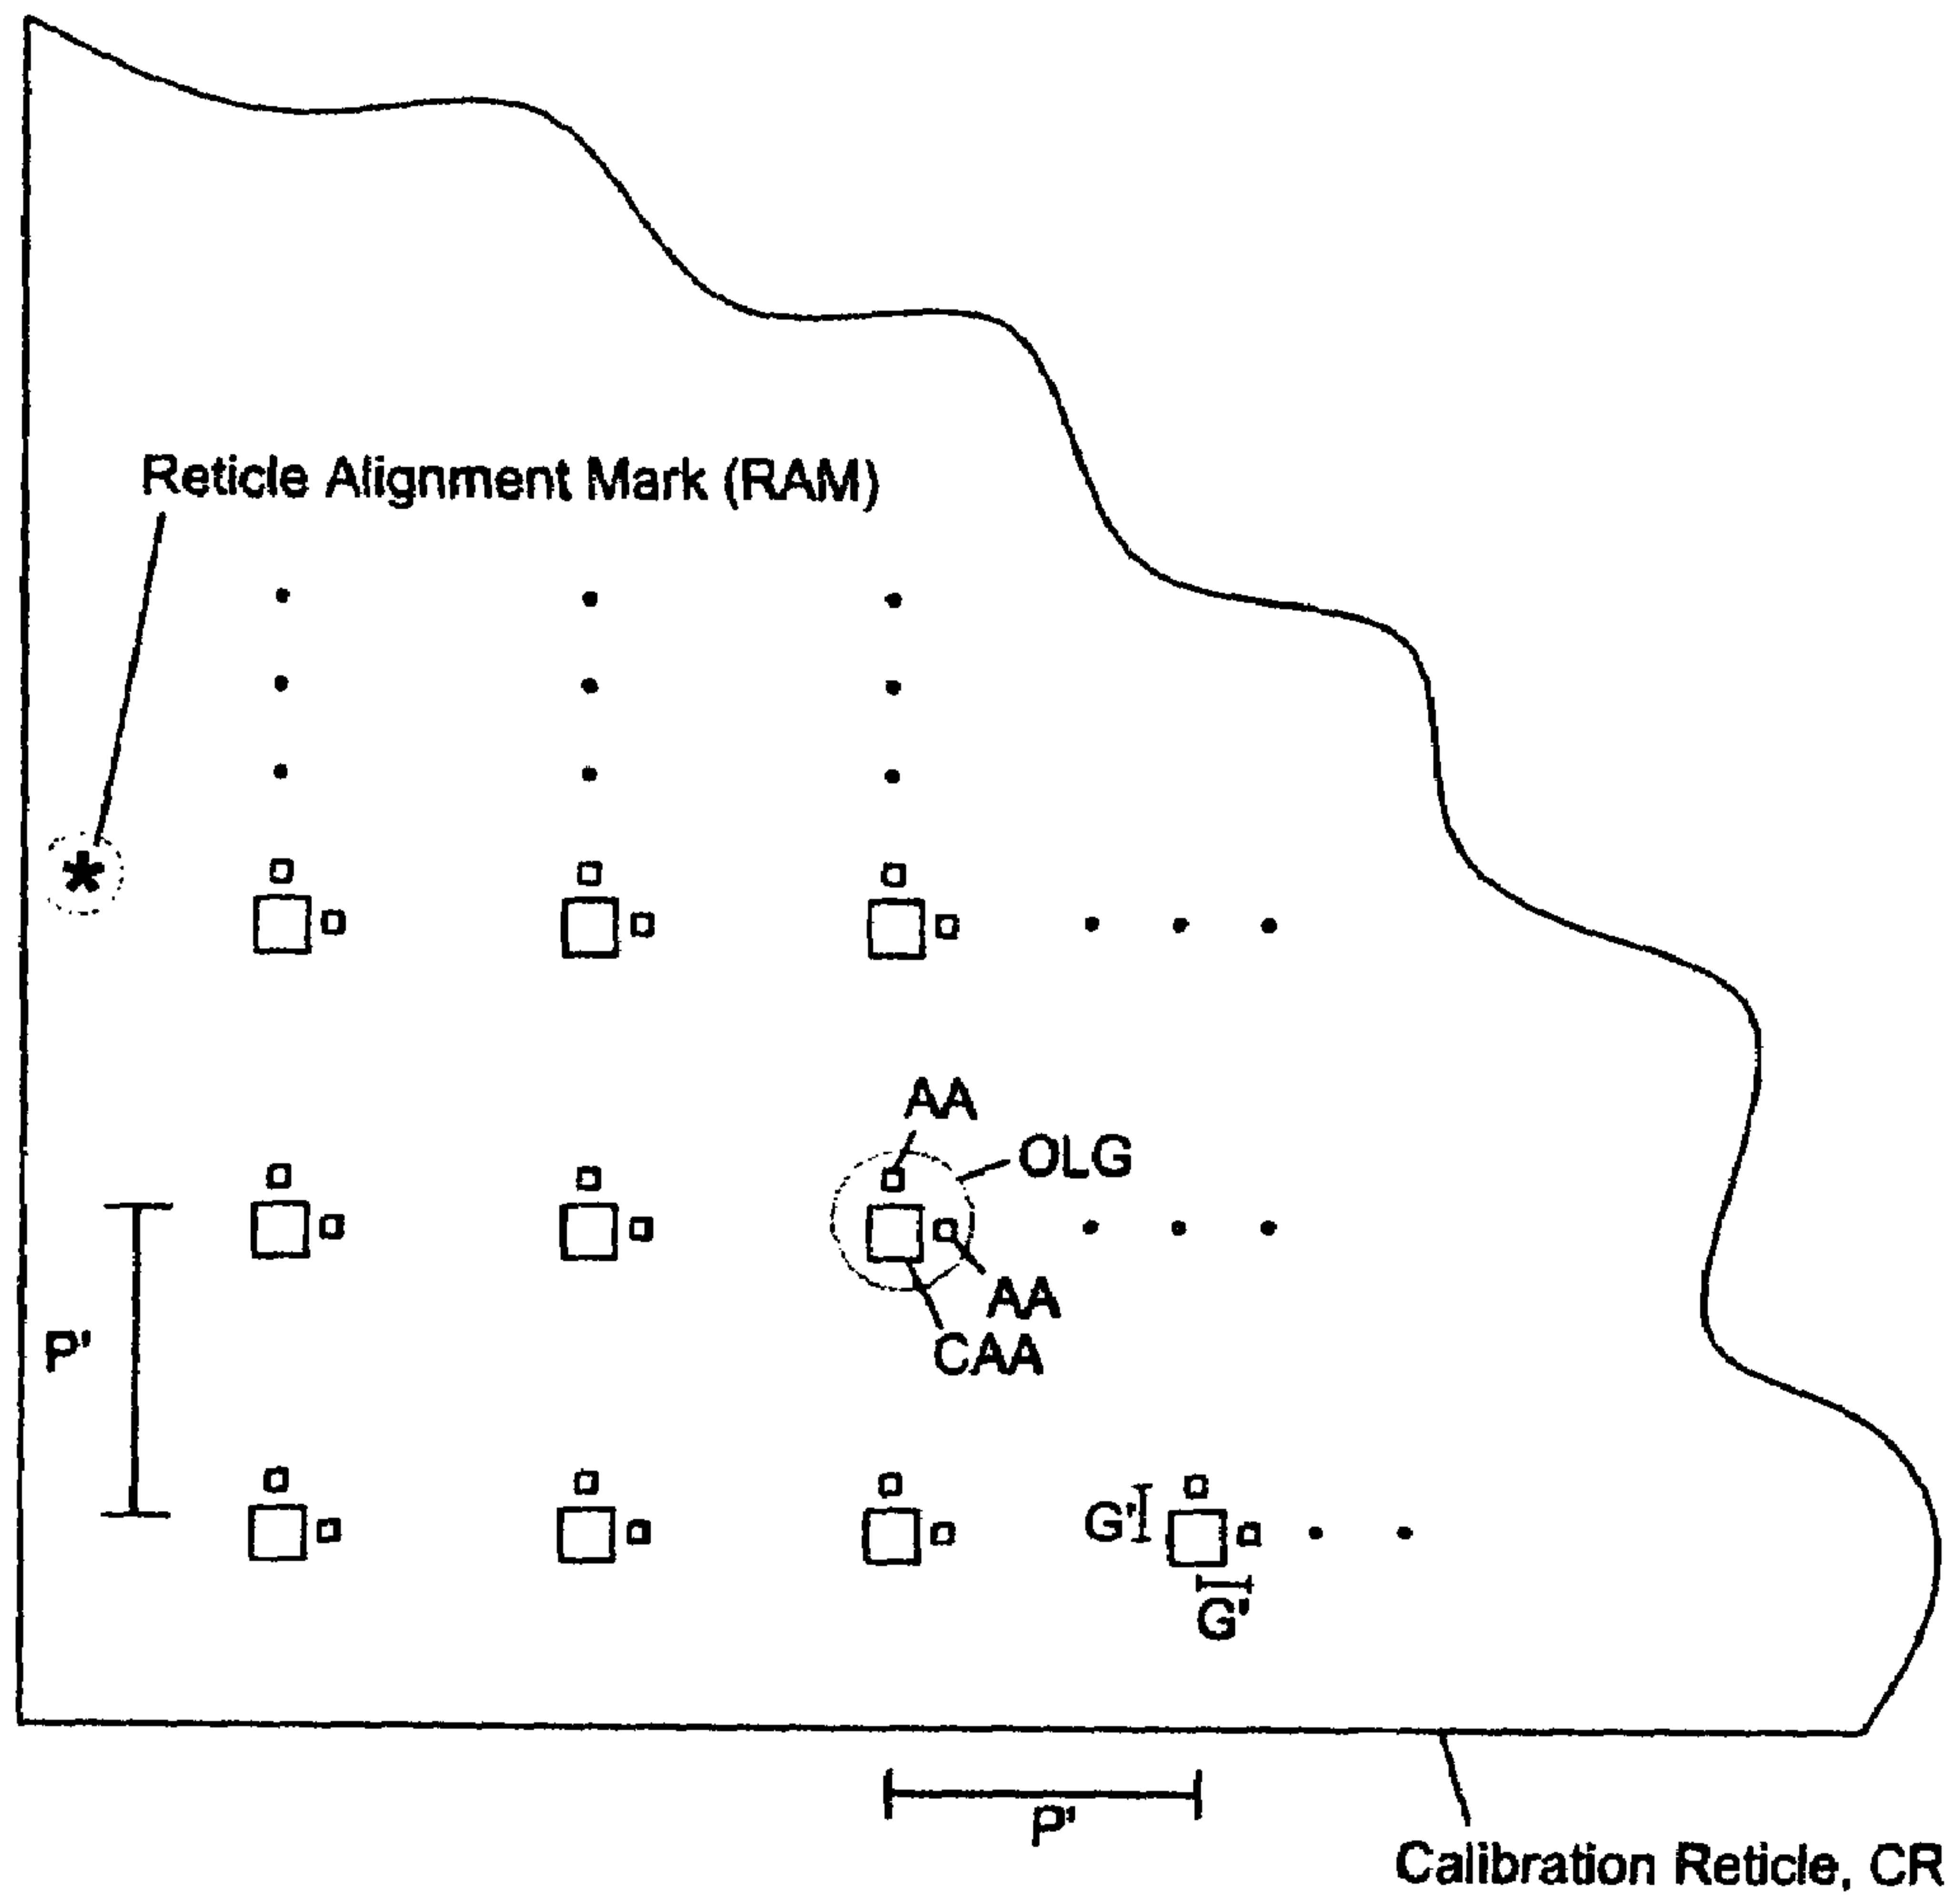 Reticle Alignment Mark (RAM)
*
AA
OLG
AA
CAA
P'
G'
G'
P'
Calibration Reticle, CR